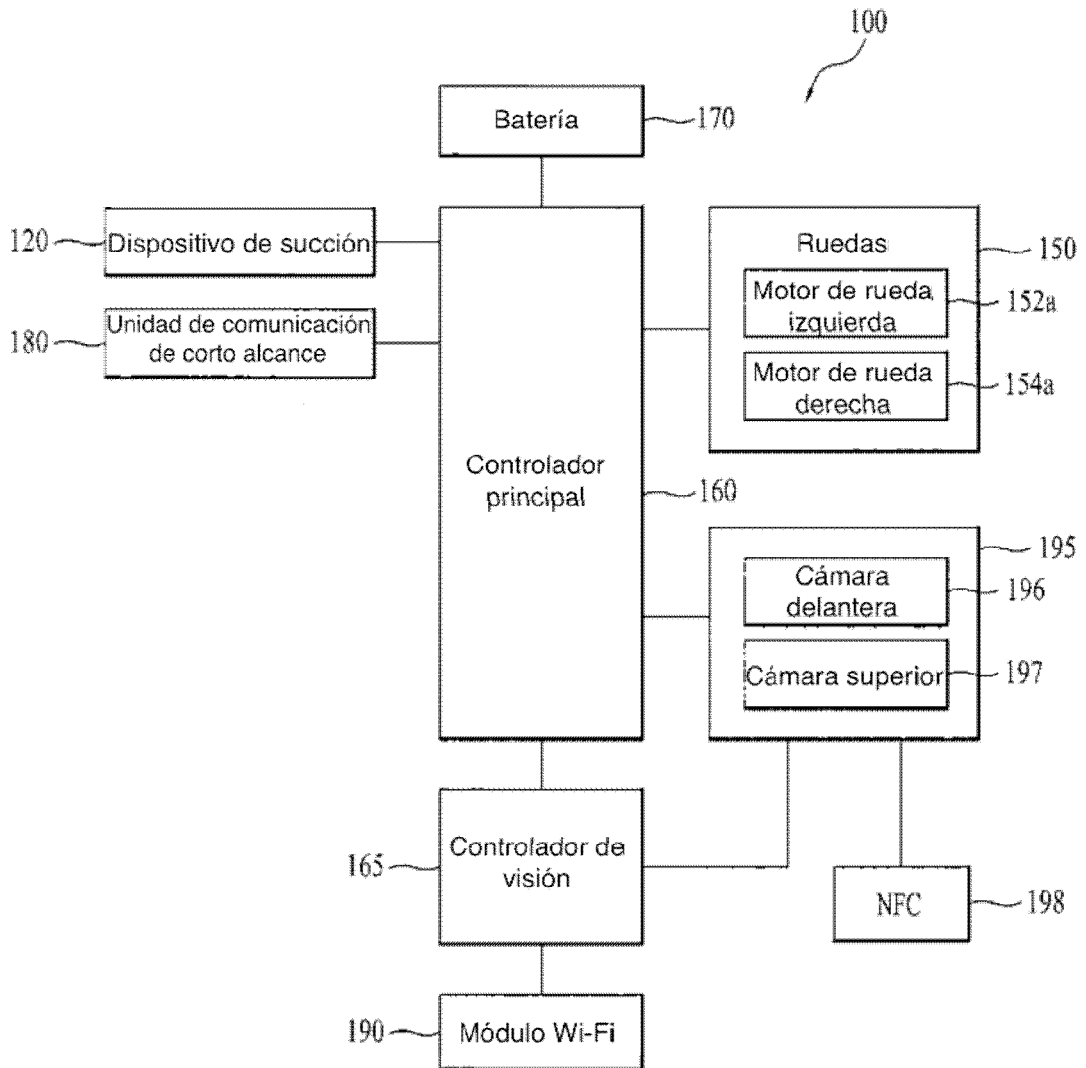 100
Batería
170
120
Dispositivo de succión
Ruedas
150
180
Unidad de comunicación
de corto alcance
Motor de rueda
izquierda
152a
Motor de rueda
derecha
154a
Controlador
principal
160
195
Cámara
delantera
196
Cámara superior
197
165
Controlador de
visión
NFC
198
190
Módulo Wi-Fi